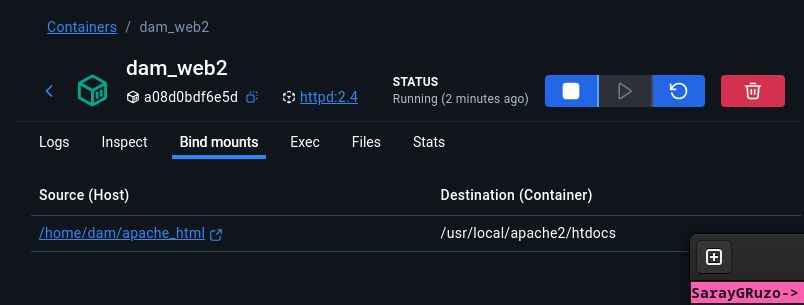 Containers / dam_web2
dam_web2
a08d0bdf6e5d httpd:2.4
STATUS
Running (2 minutes ago)
Logs Inspect Bind mounts Exec Files Stats
Source (Host) Destination (Container)
/home/dam/apache_html /usr/local/apache2/htdocs
SarayGRuzo->